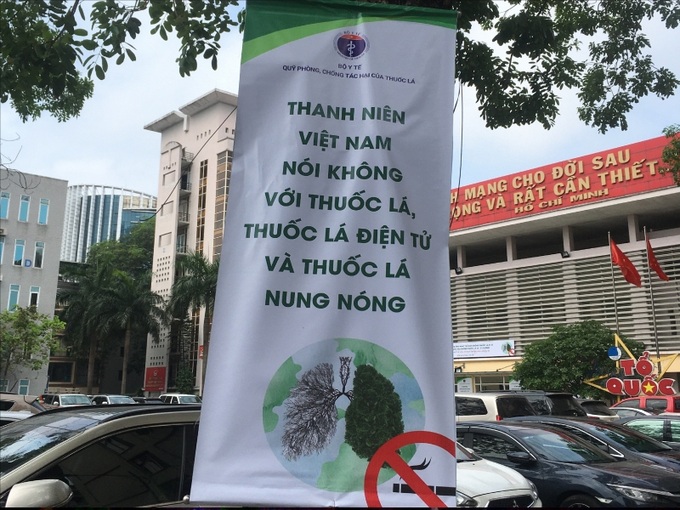 BỘ Y TẾ
QUỸ PHÒNG, CHỐNG TÁC HẠI CỦA THUỐC LÁ
THANH NIÊN
VIỆT NAM
NÓI KHÔNG
VỚI THUỐC LÁ,
THUỐC LÁ ĐIỆN TỬ
VÀ THUỐC LÁ
NUNG NÓNG
MẠNG CHO ĐỜI SAU
VÀ RẤT CẦN THIẾT
HỒ CHÍ MINH
TỔ
QUỐC